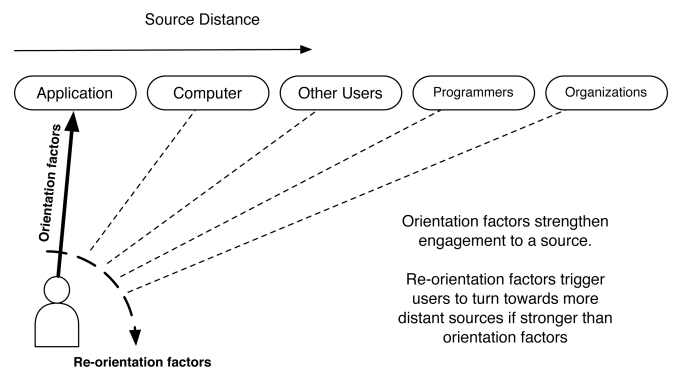 Source Distance
Application
Computer
Other Users
Programmers
Organizations
Orientation factors
Orientation factors strengthen
engagement to a source.
Re-orientation factors trigger
users to turn towards more
distant sources if stronger than
orientation factors
Re-orientation factors